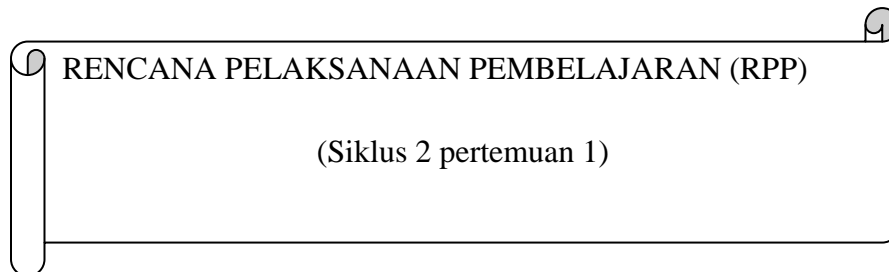 RENCANA PELAKSANAAN PEMBELAJARAN (RPP)
(Siklus 2 pertemuan 1)